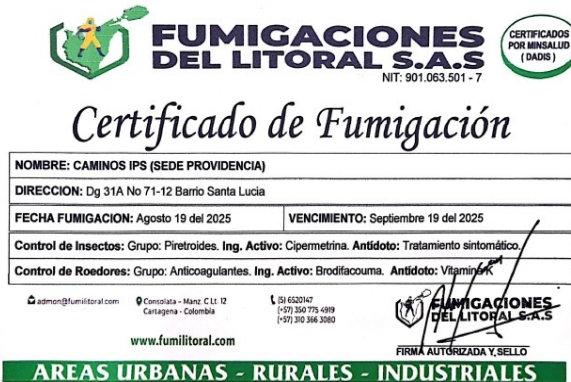 FUMIGACIONES
DEL LITORAL S.A.S
NIT: 901.063.501 - 7
CERTIFICADOS
POR MINSALUD
( DADIS )
Certificado de Fumigación
NOMBRE: CAMINOS IPS (SEDE PROVIDENCIA)
DIRECCION: Dg 31A No 71-12 Barrio Santa Lucia
FECHA FUMIGACION: Agosto 19 del 2025 VENCIMIENTO: Septiembre 19 del 2025
Control de Insectos: Grupo: Piretroides. Ing. Activo: Cipermetrina. Antídoto: Tratamiento sintomático.
Control de Roedores: Grupo: Anticoagulantes. Ing. Activo: Brodifacouma. Antídoto: Vitamina K
admon@fumilitoral.com
Consolata - Manz. C Lt. 12
Cartagena - Colombia
(5) 6520147
(+57) 350 775 4919
(+57) 310 366 3080
www.fumilitoral.com
FUMIGACIONES
DEL LITORAL S.A.S
FIRMA AUTORIZADA Y SELLO
AREAS URBANAS - RURALES - INDUSTRIALES